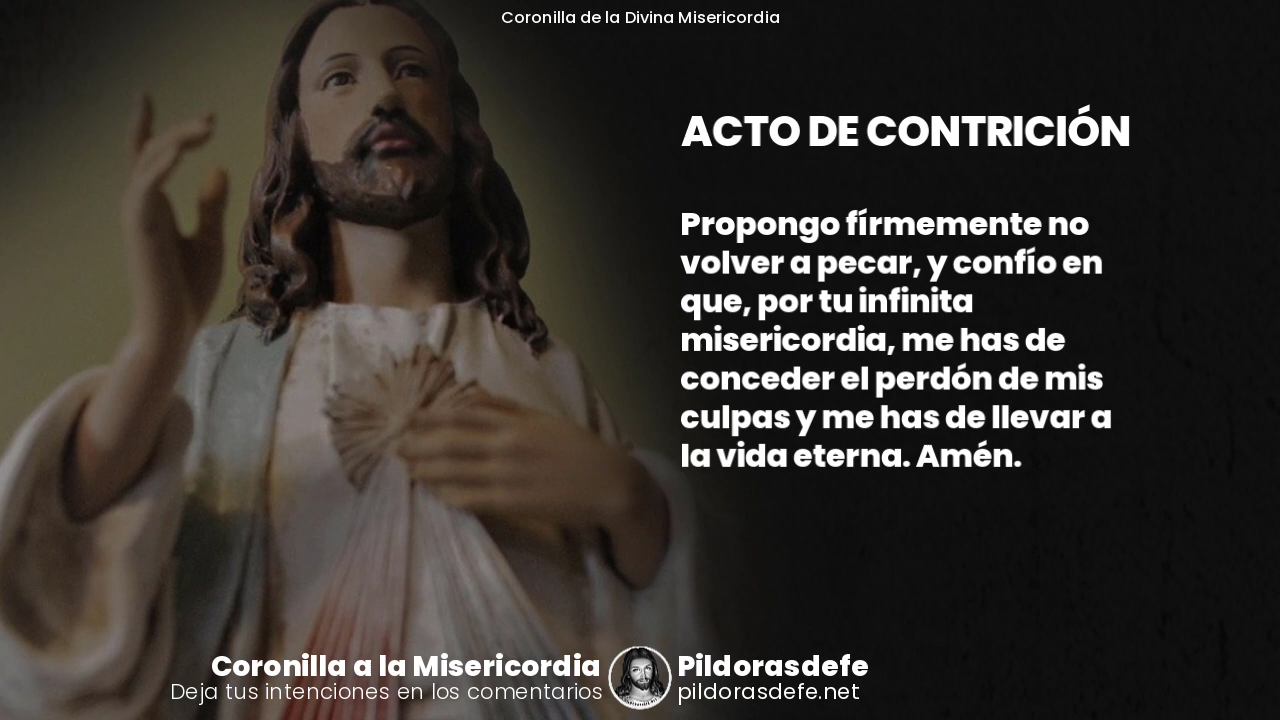 Coronilla de la Divina Misericordia
ACTO DE CONTRICIÓN
Propongo fírmemente no
volver a pecar, y confío en
que, por tu infinita
misericordia, me has de
conceder el perdón de mis
culpas y me has de llevar a
la vida eterna. Amén.
Coronilla a la Misericordia
Deja tus intenciones en los comentarios
Pildorasdefe
pildorasdefe.net